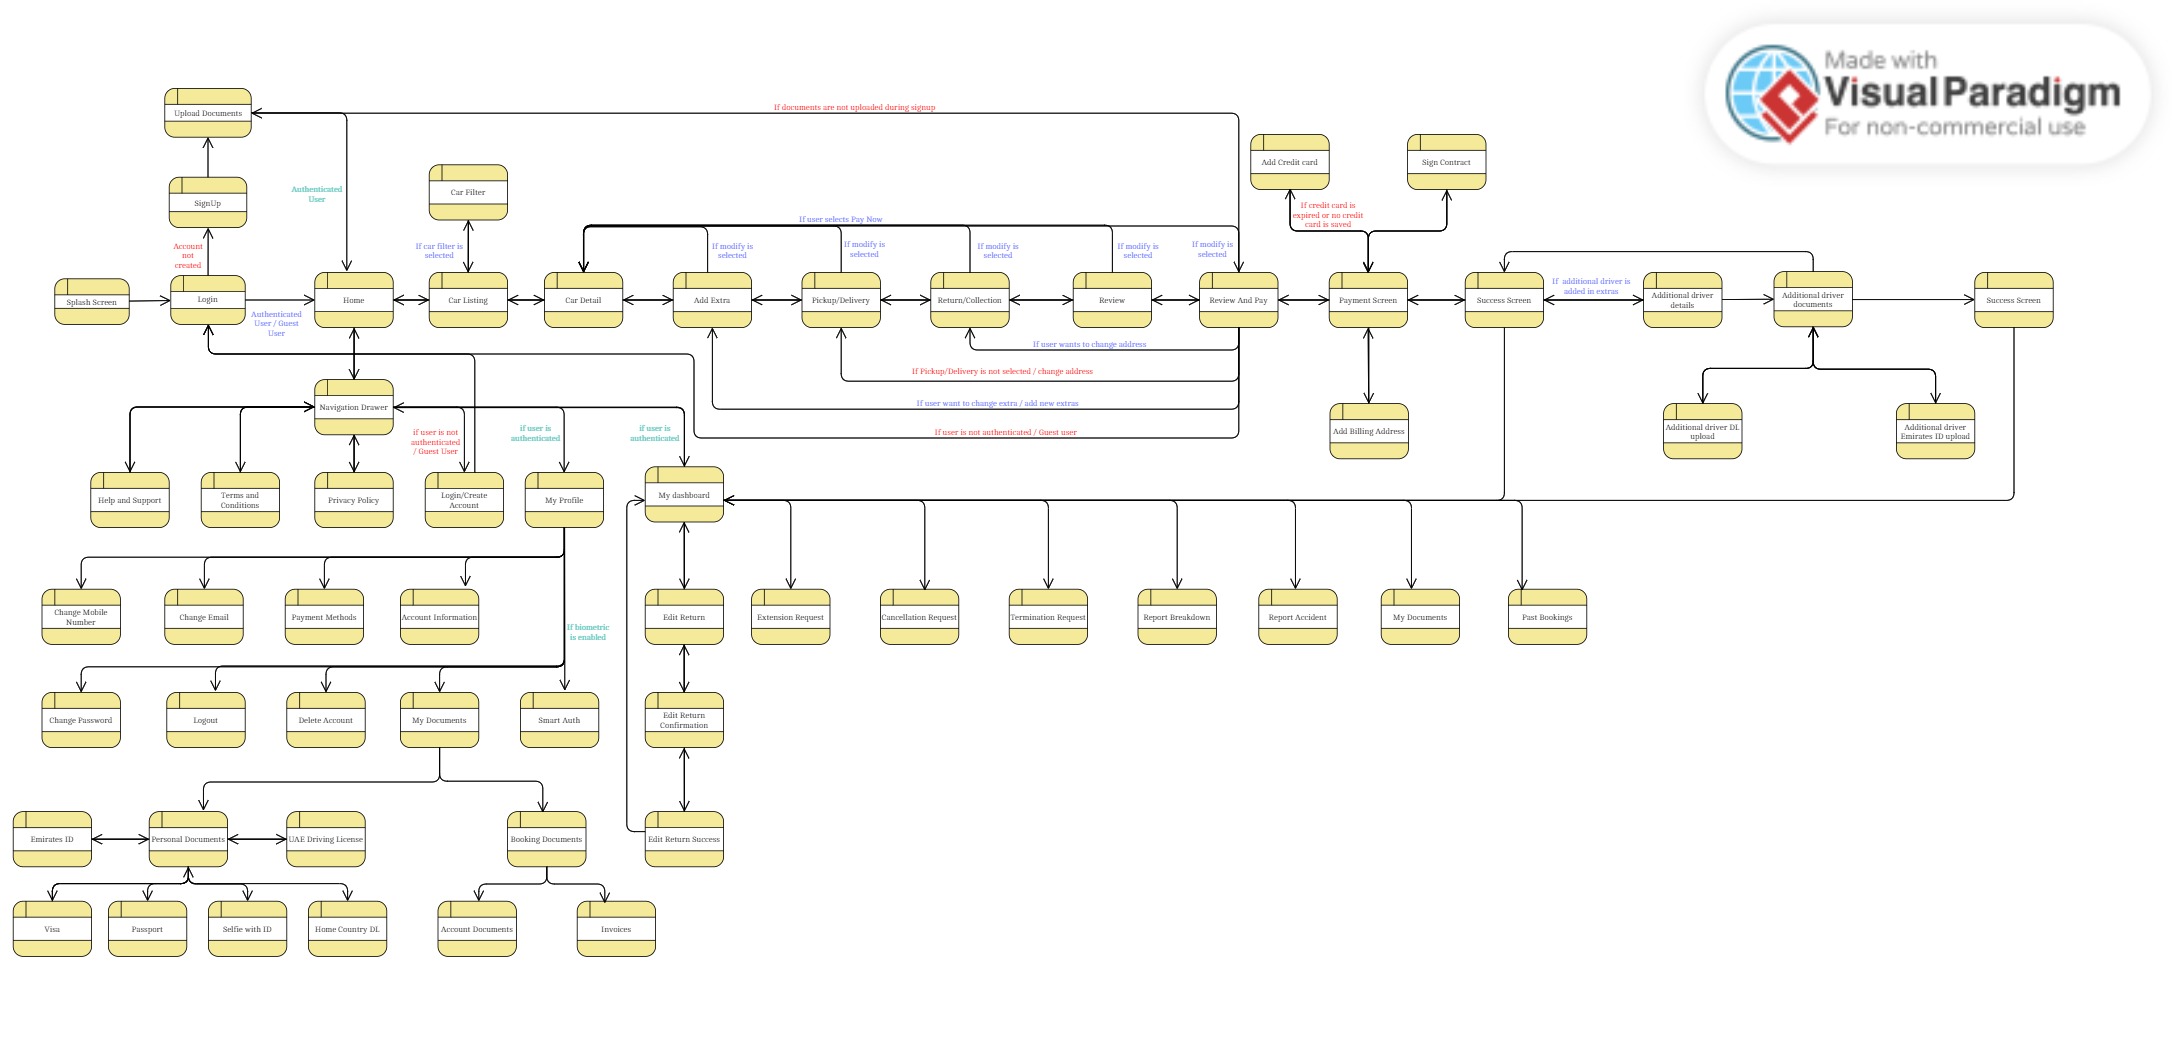 Made with
Visual Paradigm
For non-commercial use
Upload Documents
If documents are not uploaded during signup
Add Credit card
Sign Contract
SignUp
Authenticated
User
Car Filter
If credit card is
expired or no credit
card is saved
If user selects Pay Now
Account
not
created
If car filter is
selected
If modify is
selected
If modify is
selected
If modify is
selected
If modify is
selected
If modify is
selected
If additional driver is
added in extras
Splash Screen
Login
Home
Car Listing
Car Detail
Add Extra
Pickup/Delivery
Return/Collection
Review
Review And Pay
Payment Screen
Success Screen
Additional driver
details
Additional driver
documents
Success Screen
Authenticated
User / Guest
User
If user wants to change address
If Pickup/Delivery is not selected / change address
If user want to change extra / add new extras
If user is not authenticated / Guest user
Navigation Drawer
if user is not
authenticated
/ Guest User
if user is
authenticated
if user is
authenticated
Add Billing Address
Additional driver DL
upload
Additional driver
Emirates ID upload
Help and Support
Terms and
Conditions
Privacy Policy
Login/Create
Account
My Profile
My dashboard
Change Mobile
Number
Change Email
Payment Methods
Account Information
If biometric
is enabled
Edit Return
Extension Request
Cancellation Request
Termination Request
Report Breakdown
Report Accident
My Documents
Past Bookings
Change Password
Logout
Delete Account
My Documents
Smart Auth
Edit Return
Confirmation
Emirates ID
Personal Documents
UAE Driving License
Booking Documents
Edit Return Success
Visa
Passport
Selfie with ID
Home Country DL
Account Documents
Invoices